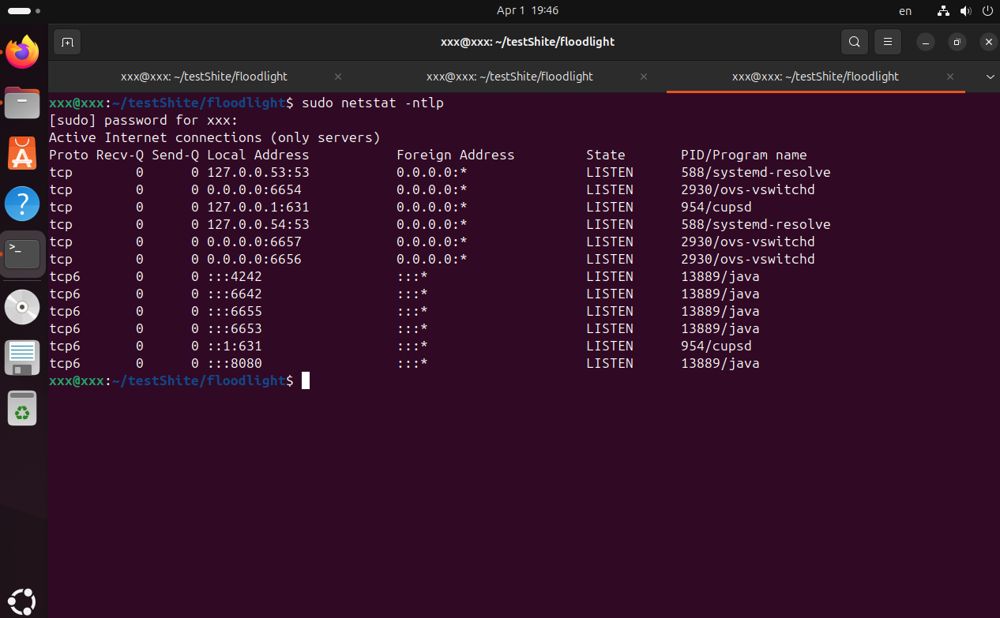 Apr 1 19:46
en
xxx@xxx: ~/testShite/floodlight
xxx@xxx: ~/testShite/floodlight
xxx@xxx: ~/testShite/floodlight
xxx@xxx: ~/testShite/floodlight
xxx@xxx:~/testShite/floodlight$ sudo netstat -ntlp
[sudo] password for xxx:
Active Internet connections (only servers)
Proto Recv-Q Send-Q Local Address           Foreign Address         State       PID/Program name
tcp        0      0 127.0.0.53:53           0.0.0.0:*               LISTEN      588/systemd-resolve
tcp        0      0 0.0.0.0:6654            0.0.0.0:*               LISTEN      2930/ovs-vswitchd
tcp        0      0 127.0.0.1:631           0.0.0.0:*               LISTEN      954/cupsd
tcp        0      0 127.0.0.54:53           0.0.0.0:*               LISTEN      588/systemd-resolve
tcp        0      0 0.0.0.0:6657            0.0.0.0:*               LISTEN      2930/ovs-vswitchd
tcp        0      0 0.0.0.0:6656            0.0.0.0:*               LISTEN      2930/ovs-vswitchd
tcp6       0      0 :::4242                 :::*                    LISTEN      13889/java
tcp6       0      0 :::6642                 :::*                    LISTEN      13889/java
tcp6       0      0 :::6655                 :::*                    LISTEN      13889/java
tcp6       0      0 :::6653                 :::*                    LISTEN      13889/java
tcp6       0      0 ::1:631                 :::*                    LISTEN      954/cupsd
tcp6       0      0 :::8080                 :::*                    LISTEN      13889/java
xxx@xxx:~/testShite/floodlight$